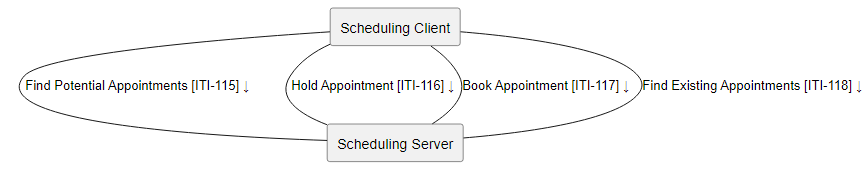 Scheduling Client
Find Potential Appointments [ITI-115] ↓
Hold Appointment [ITI-116] ↓
Book Appointment [ITI-117] ↓
Find Existing Appointments [ITI-118] ↓
Scheduling Server